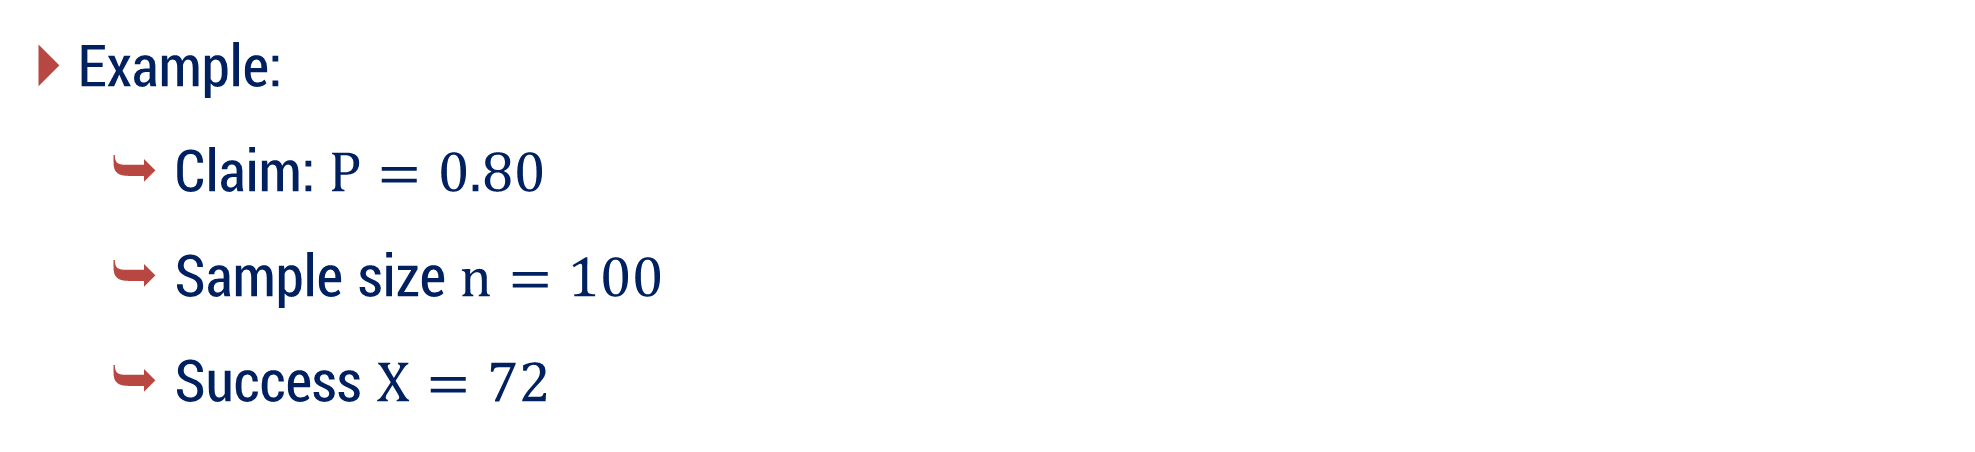 Example:
Claim: P = 0.80
Sample size n = 100
Success X = 72